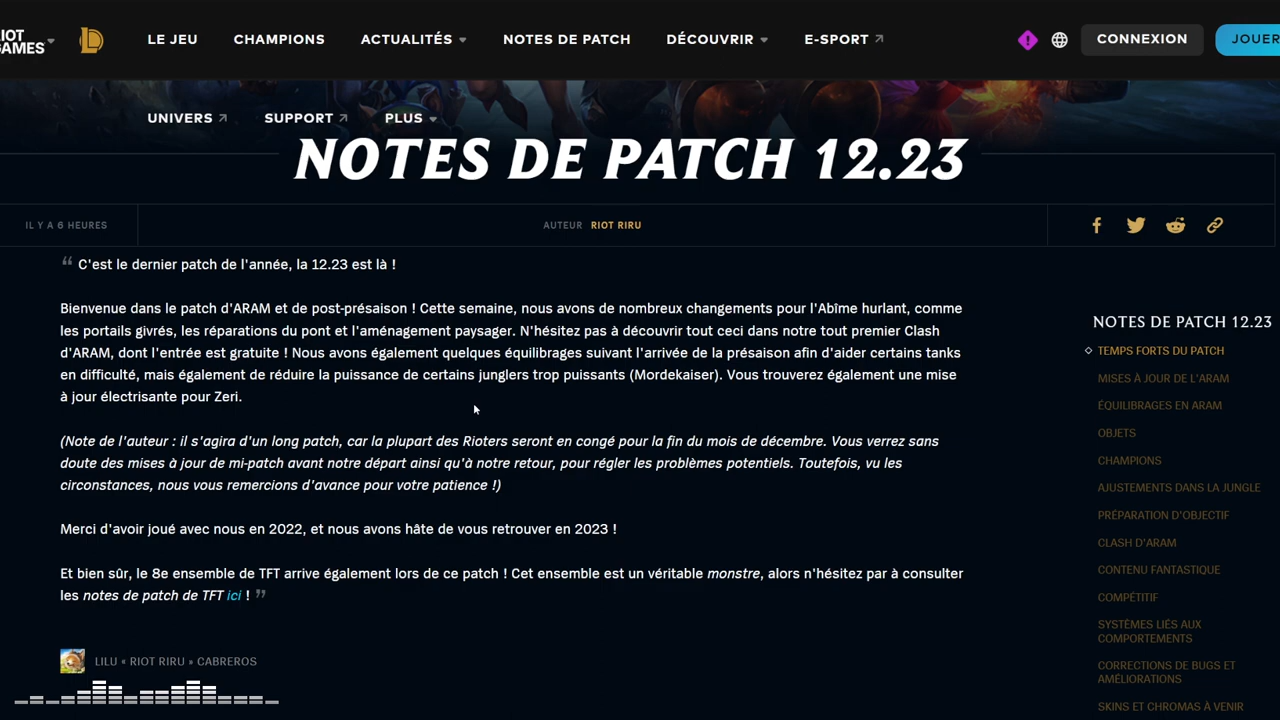 RIOT
GAMES
LE JEU
CHAMPIONS
ACTUALITÉS
NOTES DE PATCH
DÉCOUVRIR
E-SPORT
CONNEXION
JOUER
UNIVERS
SUPPORT
PLUS
NOTES DE PATCH 12.23
IL Y A 6 HEURES
AUTEUR RIOT RIRU
“ C'est le dernier patch de l'année, la 12.23 est là !
Bienvenue dans le patch d'ARAM et de post-présaison ! Cette semaine, nous avons de nombreux changements pour l'Abîme hurlant, comme
les portails givrés, les réparations du pont et l'aménagement paysager. N'hésitez pas à découvrir tout ceci dans notre tout premier Clash
d'ARAM, dont l'entrée est gratuite ! Nous avons également quelques équilibrages suivant l'arrivée de la présaison afin d'aider certains tanks
en difficulté, mais également de réduire la puissance de certains junglers trop puissants (Mordekaiser). Vous trouverez également une mise
à jour électrisante pour Zeri.
(Note de l'auteur : il s'agira d'un long patch, car la plupart des Rioters seront en congé pour la fin du mois de décembre. Vous verrez sans
doute des mises à jour de mi-patch avant notre départ ainsi qu'à notre retour, pour régler les problèmes potentiels. Toutefois, vu les
circonstances, nous vous remercions d'avance pour votre patience !)
Merci d'avoir joué avec nous en 2022, et nous avons hâte de vous retrouver en 2023 !
Et bien sûr, le 8e ensemble de TFT arrive également lors de ce patch ! Cet ensemble est un véritable monstre, alors n'hésitez par à consulter
les notes de patch de TFT ici ! ”
LILU « RIOT RIRU » CABREROS
NOTES DE PATCH 12.23
TEMPS FORTS DU PATCH
MISES À JOUR DE L'ARAM
ÉQUILIBRAGES EN ARAM
OBJETS
CHAMPIONS
AJUSTEMENTS DANS LA JUNGLE
PRÉPARATION D'OBJECTIF
CLASH D'ARAM
CONTENU FANTASTIQUE
COMPÉTITIF
SYSTÈMES LIÉS AUX
COMPORTEMENTS
CORRECTIONS DE BUGS ET
AMÉLIORATIONS
SKINS ET CHROMAS À VENIR